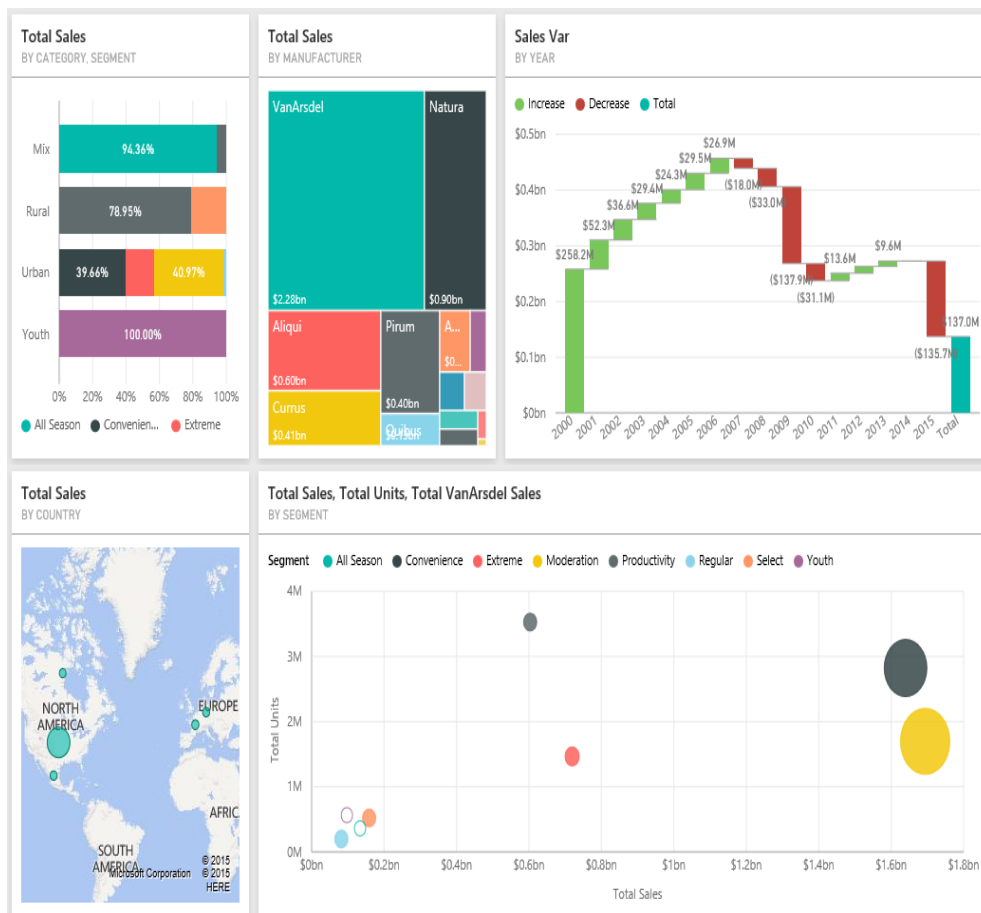 Total Sales
BY CATEGORY, SEGMENT
Mix
94.36%
Rural
78.95%
Urban
39.66%
40.97%
Youth
100.00%
0% 20% 40% 60% 80% 100%
All Season Convenien... Extreme
Total Sales
BY MANUFACTURER
VanArsdel
$2.28bn
Natura
$0.90bn
Aliqui
$0.60bn
Pirum
$0.40bn
A...
$0...
Currus
$0.41bn
Quibus
Sales Var
BY YEAR
Increase Decrease Total
$0.5bn
$0.4bn
$0.3bn
$0.2bn
$0.1bn
$0bn
$258.2M
$52.3M
$36.6M
$29.4M
$24.3M
$29.5M
$26.9M
($18.0M)
($33.0M)
($137.9M)
($31.1M)
$13.6M
$9.6M
($135.7M)
$137.0M
2000 2001 2002 2003 2004 2005 2006 2007 2008 2009 2010 2011 2012 2013 2014 2015 Total
Total Sales
BY COUNTRY
NORTH
AMERICA
EUROPE
AFRIC
SOUTH
AMERICA
Microsoft Corporation
© 2015
© 2015
HERE
Total Sales, Total Units, Total VanArsdel Sales
BY SEGMENT
Segment All Season Convenience Extreme Moderation Productivity Regular Select Youth
Total Units
4M
3M
2M
1M
0M
$0bn $0.2bn $0.4bn $0.6bn $0.8bn $1bn $1.2bn $1.4bn $1.6bn $1.8bn
Total Sales